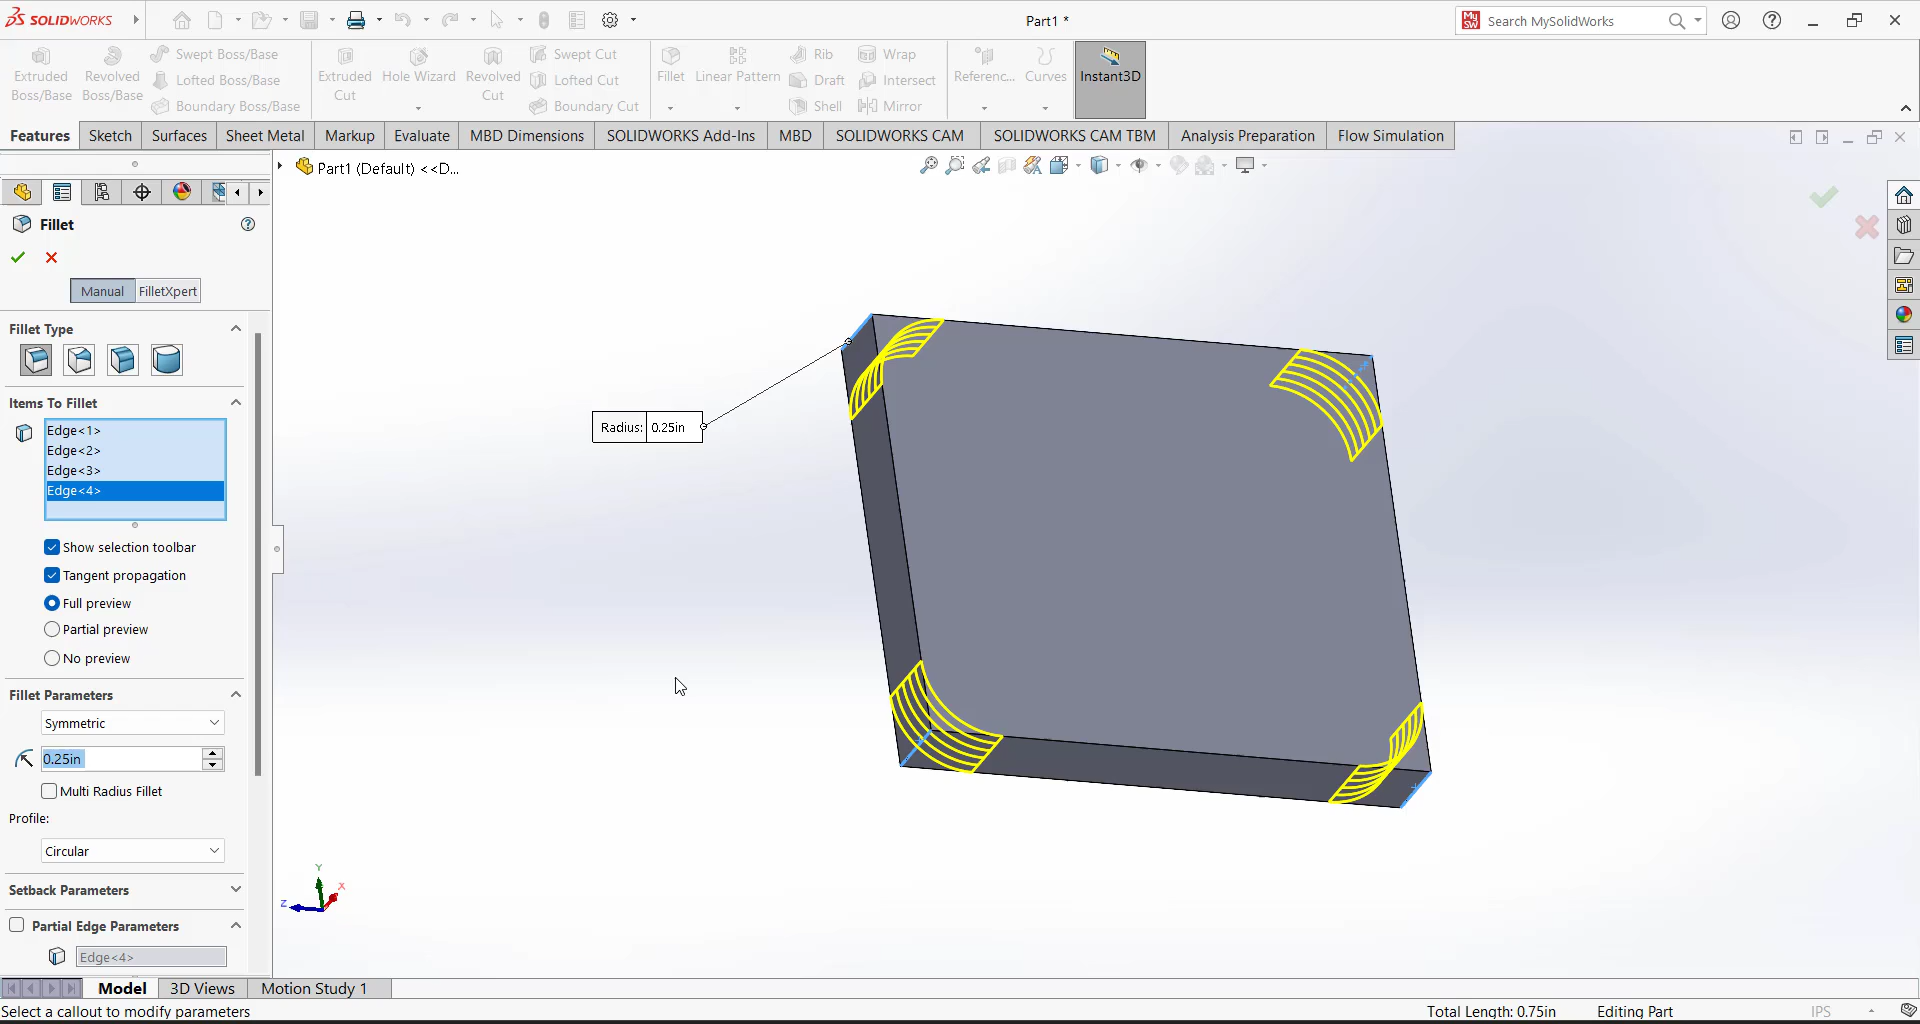 SOLIDWORKS
Part1 *
MySW
Search MySolidWorks
Extruded Boss/Base
Revolved Boss/Base
Swept Boss/Base
Lofted Boss/Base
Boundary Boss/Base
Extruded Cut
Hole Wizard
Revolved Cut
Swept Cut
Lofted Cut
Boundary Cut
Fillet
Linear Pattern
Rib
Draft
Shell
Wrap
Intersect
Mirror
Referenc...
Curves
Instant3D
Features
Sketch
Surfaces
Sheet Metal
Markup
Evaluate
MBD Dimensions
SOLIDWORKS Add-Ins
MBD
SOLIDWORKS CAM
SOLIDWORKS CAM TBM
Analysis Preparation
Flow Simulation
Part1 (Default) <<D...
Fillet
Manual
FilletXpert
Fillet Type
Items To Fillet
Edge<1>
Edge<2>
Edge<3>
Edge<4>
Show selection toolbar
Tangent propagation
Full preview
Partial preview
No preview
Fillet Parameters
Symmetric
0.25in
Multi Radius Fillet
Profile:
Circular
Setback Parameters
Partial Edge Parameters
Edge<4>
Radius: 0.25in
Y
X
Z
Model
3D Views
Motion Study 1
Select a callout to modify parameters
Total Length: 0.75in
Editing Part
IPS